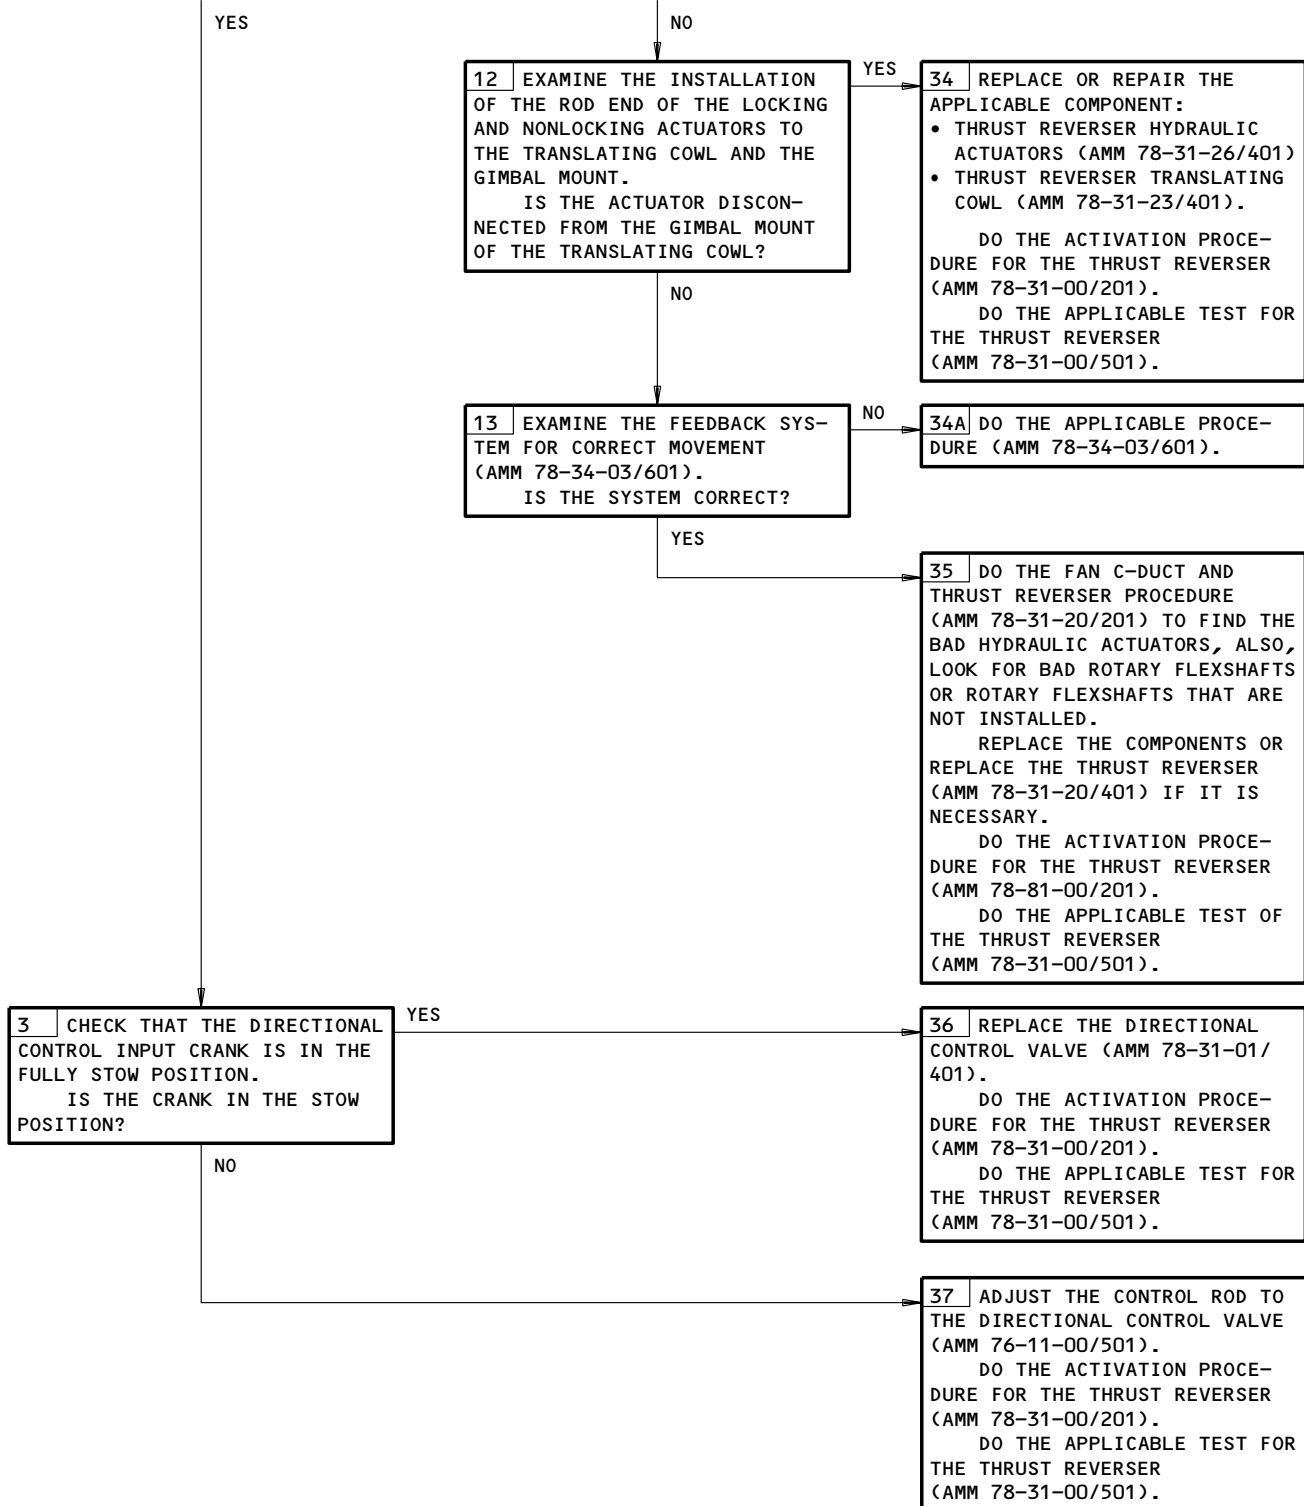 YES
NO
12 EXAMINE THE INSTALLATION
OF THE ROD END OF THE LOCKING
AND NONLOCKING ACTUATORS TO
THE TRANSLATING COWL AND THE
GIMBAL MOUNT.
IS THE ACTUATOR DISCON-
NECTED FROM THE GIMBAL MOUNT
OF THE TRANSLATING COWL?
YES
34 REPLACE OR REPAIR THE
APPLICABLE COMPONENT:
• THRUST REVERSER HYDRAULIC
ACTUATORS (AMM 78-31-26/401)
• THRUST REVERSER TRANSLATING
COWL (AMM 78-31-23/401).
DO THE ACTIVATION PROCE-
DURE FOR THE THRUST REVERSER
(AMM 78-31-00/201).
DO THE APPLICABLE TEST FOR
THE THRUST REVERSER
(AMM 78-31-00/501).
NO
13 EXAMINE THE FEEDBACK SYS-
TEM FOR CORRECT MOVEMENT
(AMM 78-34-03/601).
IS THE SYSTEM CORRECT?
NO
34A DO THE APPLICABLE PROCE-
DURE (AMM 78-34-03/601).
YES
35 DO THE FAN C-DUCT AND
THRUST REVERSER PROCEDURE
(AMM 78-31-20/201) TO FIND THE
BAD HYDRAULIC ACTUATORS, ALSO,
LOOK FOR BAD ROTARY FLEXSHAFTS
OR ROTARY FLEXSHAFTS THAT ARE
NOT INSTALLED.
REPLACE THE COMPONENTS OR
REPLACE THE THRUST REVERSER
(AMM 78-31-20/401) IF IT IS
NECESSARY.
DO THE ACTIVATION PROCE-
DURE FOR THE THRUST REVERSER
(AMM 78-81-00/201).
DO THE APPLICABLE TEST OF
THE THRUST REVERSER
(AMM 78-31-00/501).
3 CHECK THAT THE DIRECTIONAL
CONTROL INPUT CRANK IS IN THE
FULLY STOW POSITION.
IS THE CRANK IN THE STOW
POSITION?
YES
36 REPLACE THE DIRECTIONAL
CONTROL VALVE (AMM 78-31-01/
401).
DO THE ACTIVATION PROCE-
DURE FOR THE THRUST REVERSER
(AMM 78-31-00/201).
DO THE APPLICABLE TEST FOR
THE THRUST REVERSER
(AMM 78-31-00/501).
NO
37 ADJUST THE CONTROL ROD TO
THE DIRECTIONAL CONTROL VALVE
(AMM 76-11-00/501).
DO THE ACTIVATION PROCE-
DURE FOR THE THRUST REVERSER
(AMM 78-31-00/201).
DO THE APPLICABLE TEST FOR
THE THRUST REVERSER
(AMM 78-31-00/501).